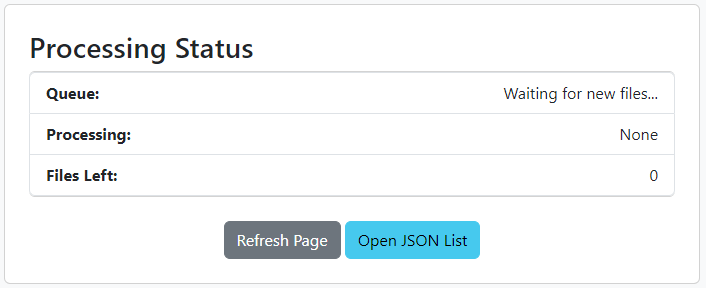 Processing Status
Queue: Waiting for new files...
Processing: None
Files Left: 0
Refresh Page Open JSON List